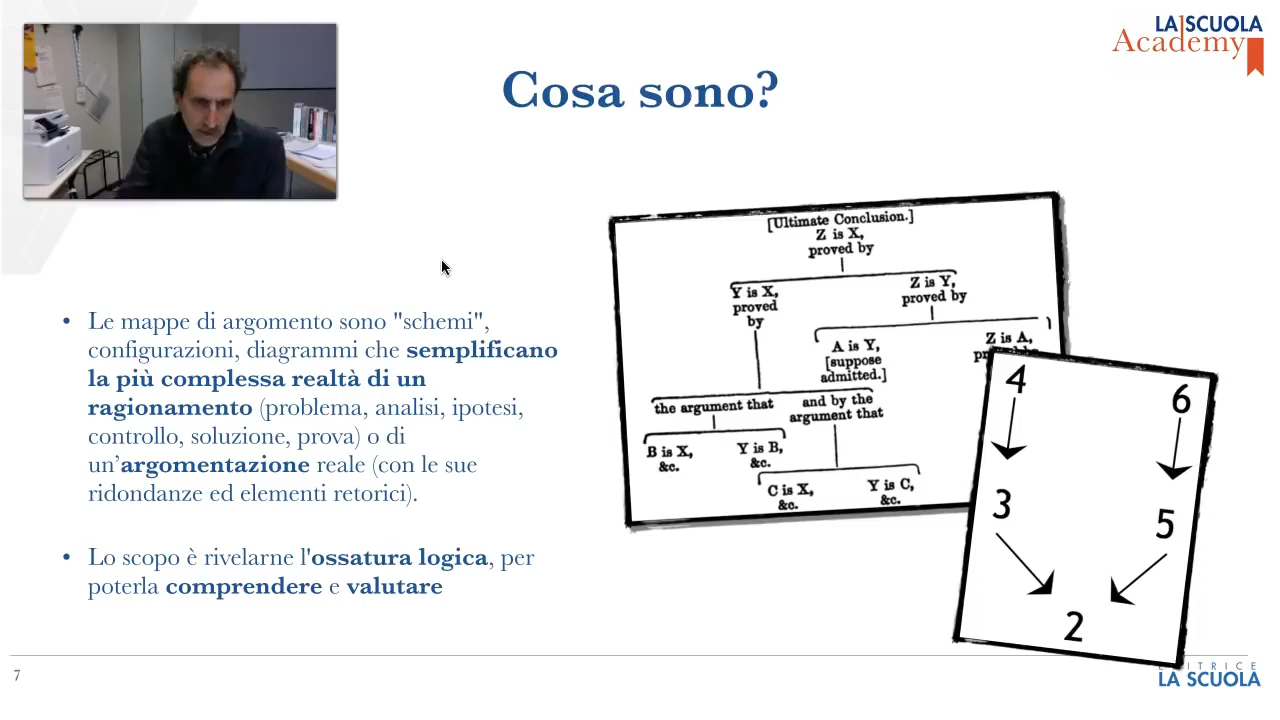 LA SCUOLA
Academy
Cosa sono?
[Ultimate Conclusion.]
Z is X,
proved by
Y is X,
proved
by
Z is Y,
proved by
A is Y,
[suppose
admitted.]
Z is A,
the argument that
and by the
argument that
B is X,
&c.
Y is B,
&c.
C is X,
&c.
Y is C,
&c.
4
6
3
5
2
• Le mappe di argomento sono "schemi",
configurazioni, diagrammi che semplificano
la più complessa realtà di un
ragionamento (problema, analisi, ipotesi,
controllo, soluzione, prova) o di
un’argomentazione reale (con le sue
ridondanze ed elementi retorici).
• Lo scopo è rivelarne l'ossatura logica, per
poterla comprendere e valutare
7
LA SCUOLA